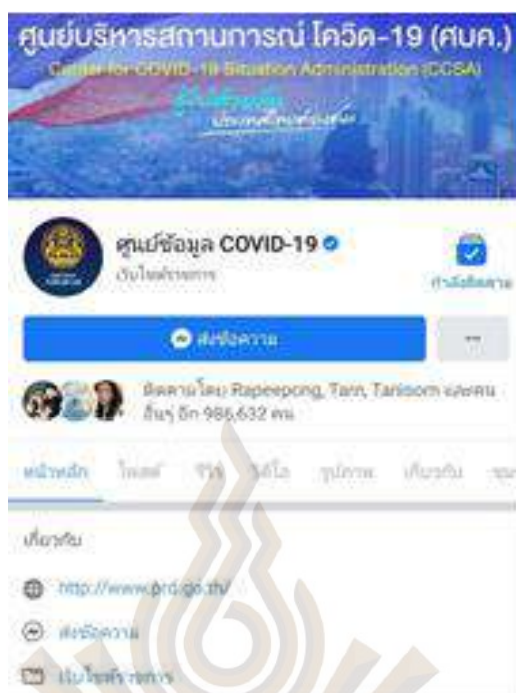 ศูนย์บริหารสถานการณ์ โควิด-19 (ศบค.)
Center for COVID-19 Situation Administration (CCSA)
ศูนย์ข้อมูล COVID-19
เว็บไซต์ราชการ
กำลังติดตาม
ส่งข้อความ
ติดตามโดย Rapeepong, Tarn, และคน
อื่นๆ อีก 986,632 คน
หน้าหลัก โพสต์ รีวิว วิดีโอ รูปภาพ เกี่ยวกับ
เกี่ยวกับ
http://www.prd.go.th/
ส่งข้อความ
เว็บไซต์ราชการ